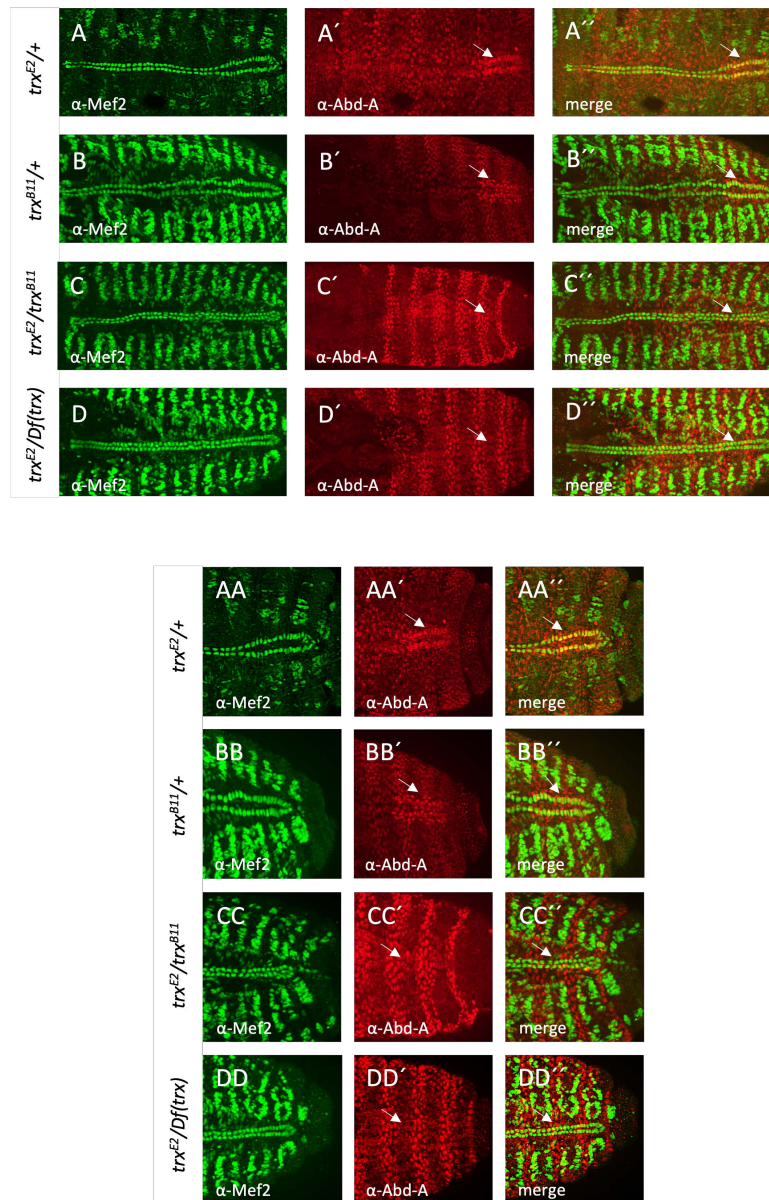 trxE2/+
A
α-Mef2
A´
α-Abd-A
A´´
merge
trxB11/+
B
α-Mef2
B´
α-Abd-A
B´´
merge
trxE2/trxB11
C
α-Mef2
C´
α-Abd-A
C´´
merge
trxE2/Df(trx)
D
α-Mef2
D´
α-Abd-A
D´´
merge
trxE2/+
AA
α-Mef2
AA´
α-Abd-A
AA´´
merge
trxB11/+
BB
α-Mef2
BB´
α-Abd-A
BB´´
merge
trxE2/trxB11
CC
α-Mef2
CC´
α-Abd-A
CC´´
merge
trxE2/Df(trx)
DD
α-Mef2
DD´
α-Abd-A
DD´´
merge